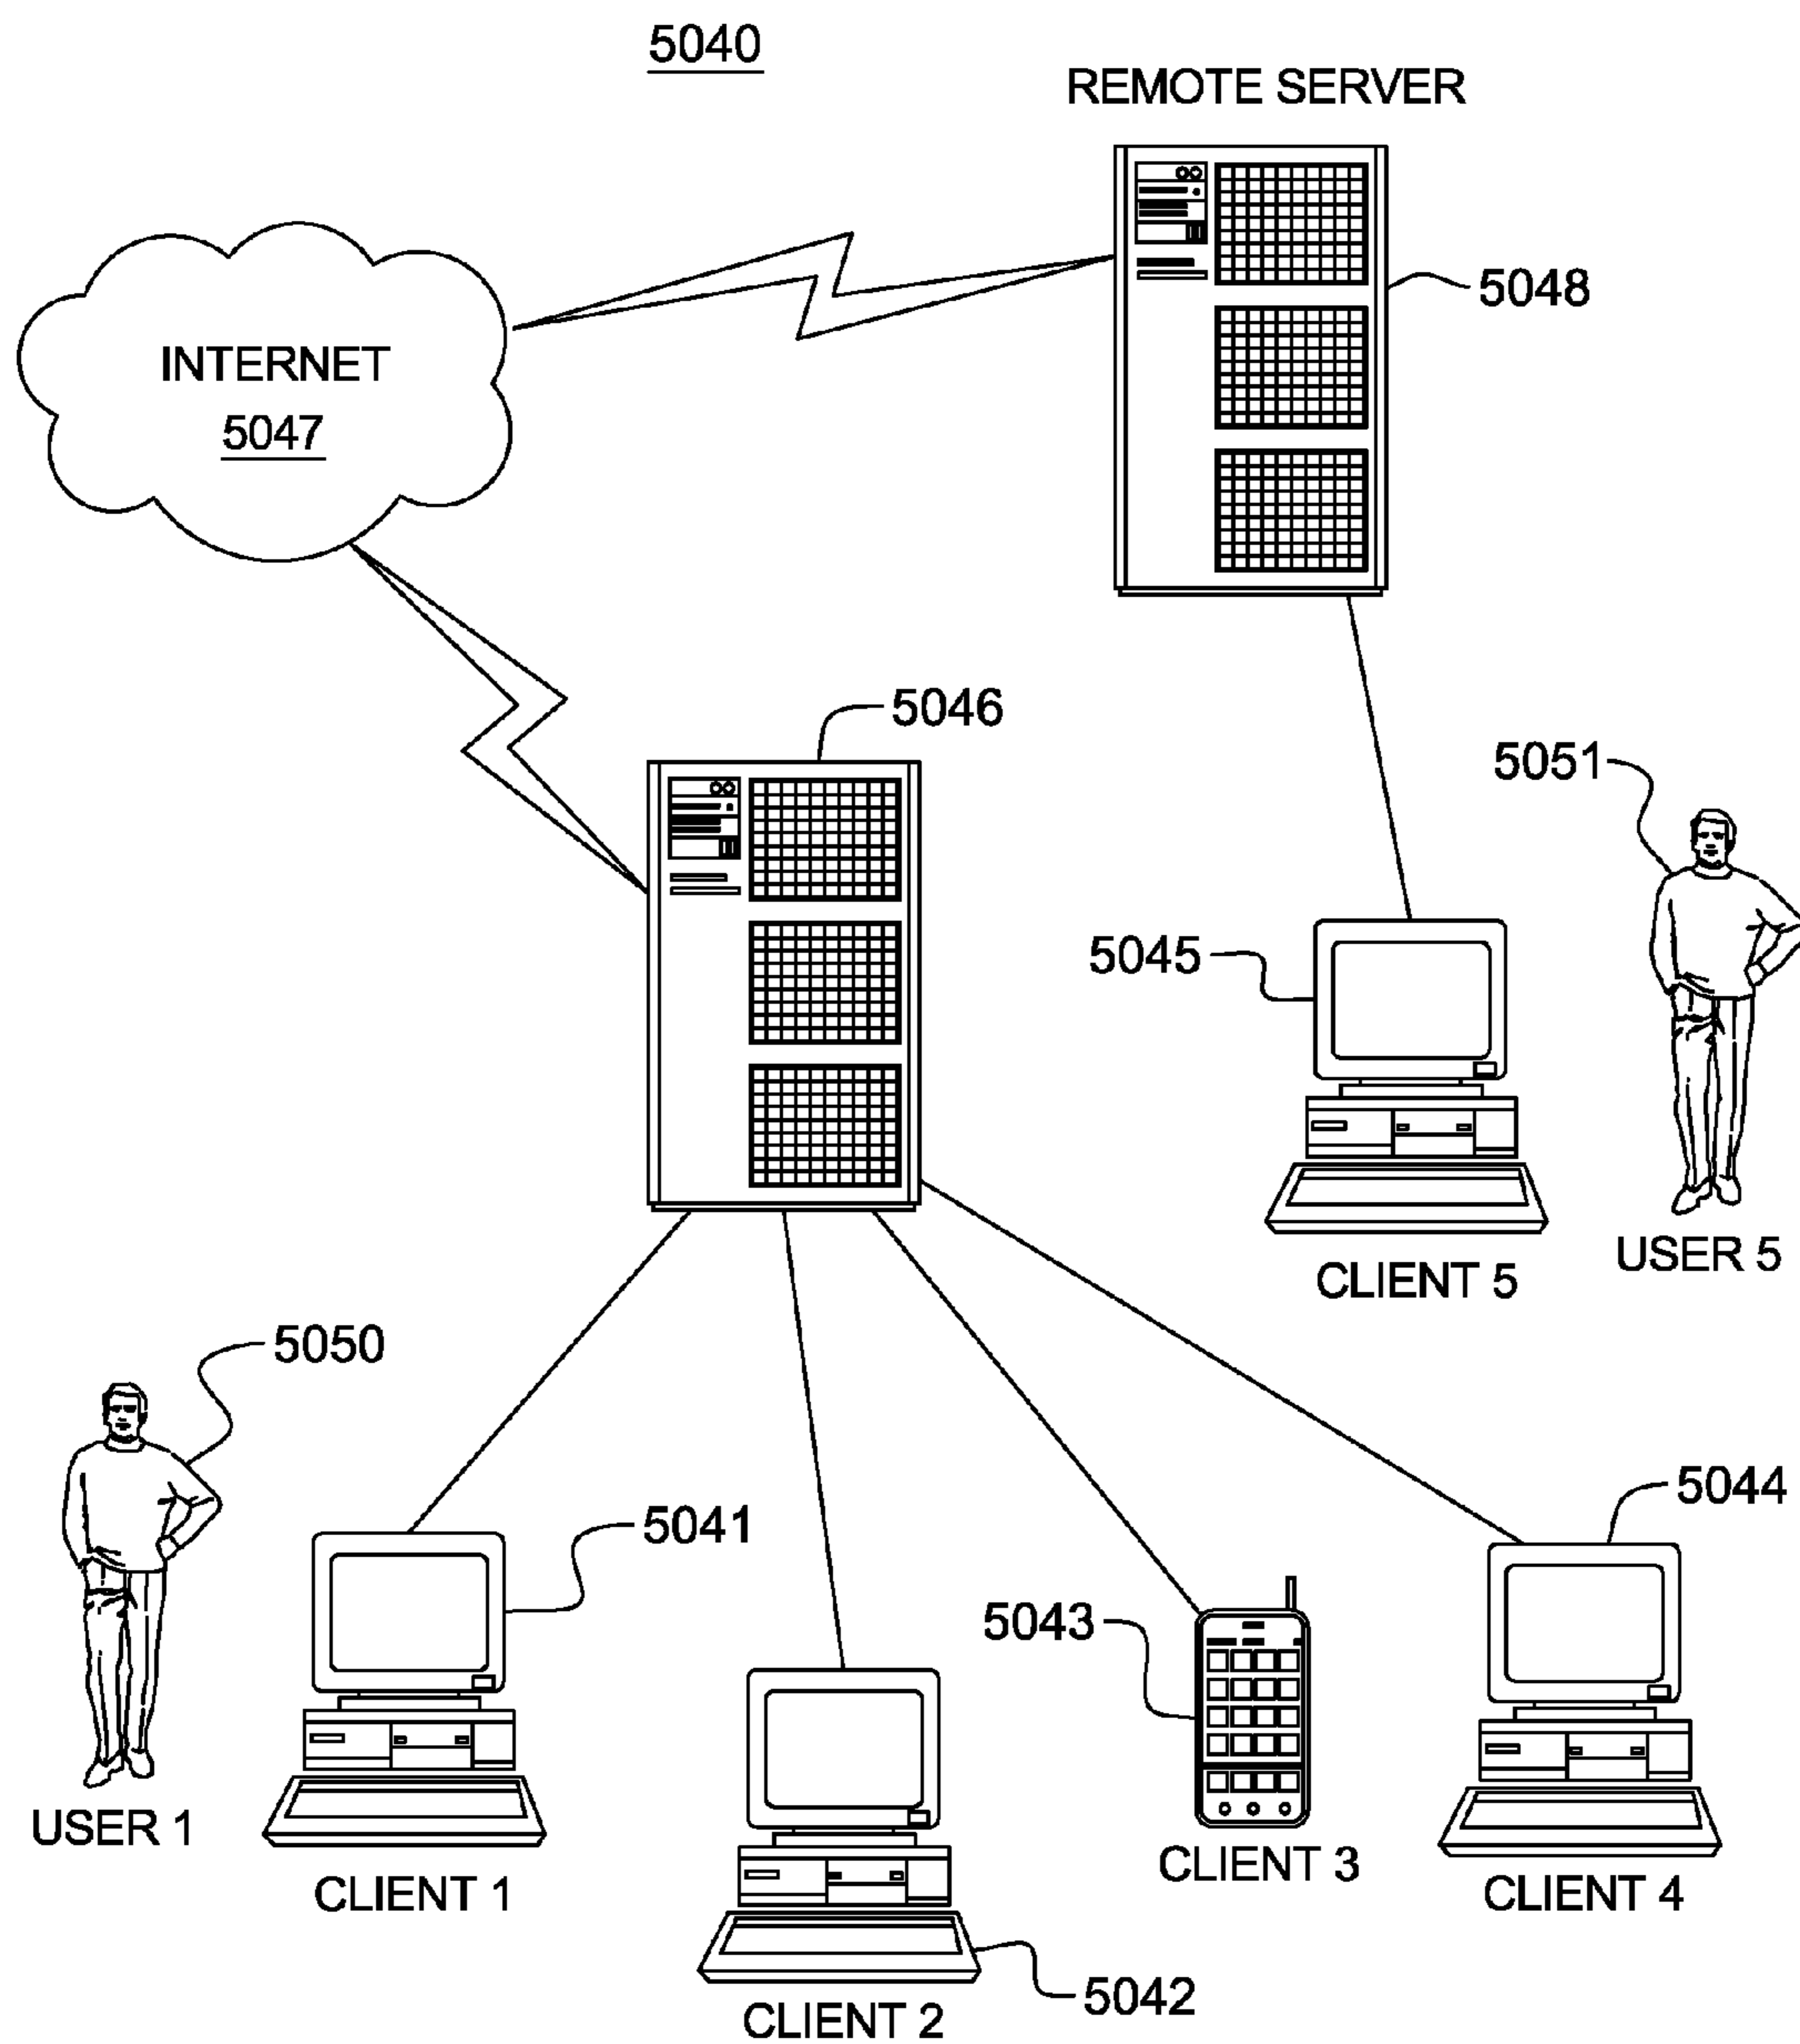 5040
REMOTE SERVER
5048
INTERNET
5047
5046
5051
5045
USER 5
CLIENT 5
5050
5041
5044
5043
USER 1
CLIENT 1
CLIENT 3
CLIENT 4
5042
CLIENT 2